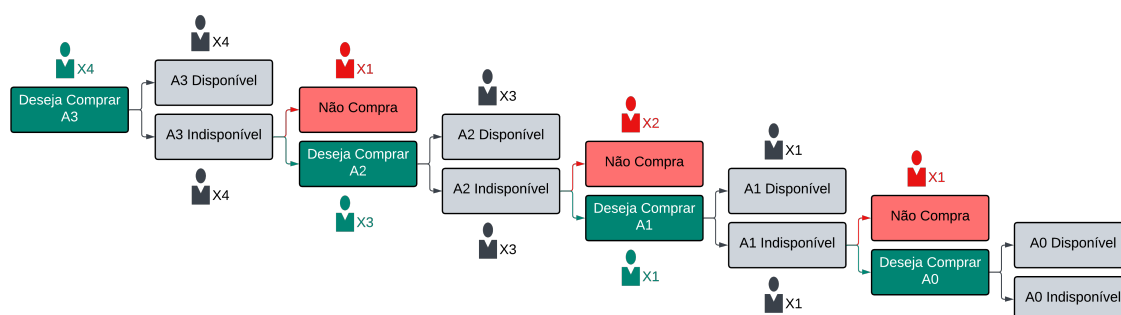 X4
Deseja Comprar
A3
X4
A3 Disponível
A3 Indisponível
X4
X1
Não Compra
Deseja Comprar
A2
X3
X3
A2 Disponível
A2 Indisponível
X3
X2
Não Compra
Deseja Comprar
A1
X1
X1
A1 Disponível
A1 Indisponível
X1
X1
Não Compra
Deseja Comprar
A0
A0 Disponível
A0 Indisponível